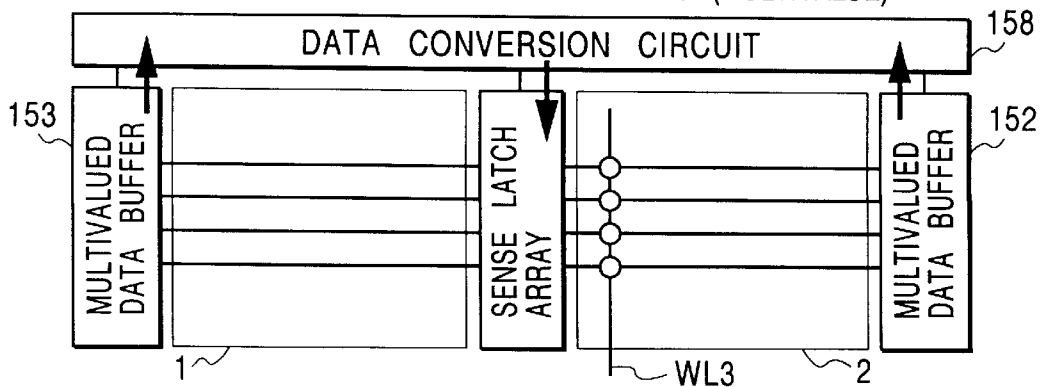 DATA CONVERSION CIRCUIT
158
153
MULTIVALUED
DATA BUFFER
SENSE LATCH
ARRAY
MULTIVALUED
DATA BUFFER
152
1
WL3
2